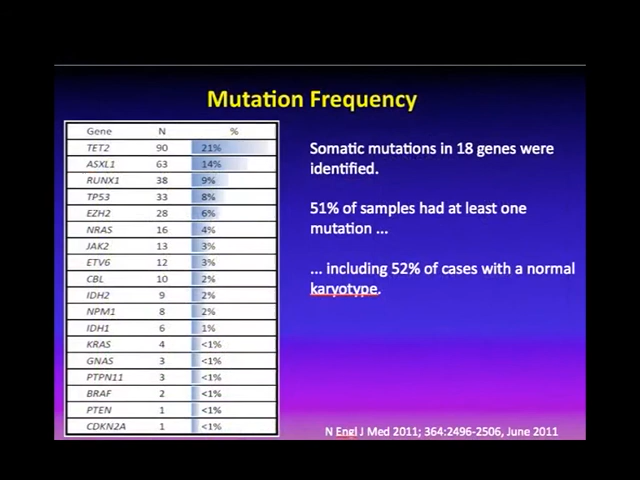 Mutation Frequency
Gene N %
TET2 90 21%
ASXL1 63 14%
RUNX1 38 9%
TP53 33 8%
EZH2 28 6%
NRAS 16 4%
JAK2 13 3%
ETV6 12 3%
CBL 10 2%
IDH2 9 2%
NPM1 8 2%
IDH1 6 1%
KRAS 4 <1%
GNAS 3 <1%
PTPN11 3 <1%
BRAF 2 <1%
PTEN 1 <1%
CDKN2A 1 <1%
Somatic mutations in 18 genes were
identified.
51% of samples had at least one
mutation ...
... including 52% of cases with a normal
karyotype.
N Engl J Med 2011; 364:2496-2506, June 2011